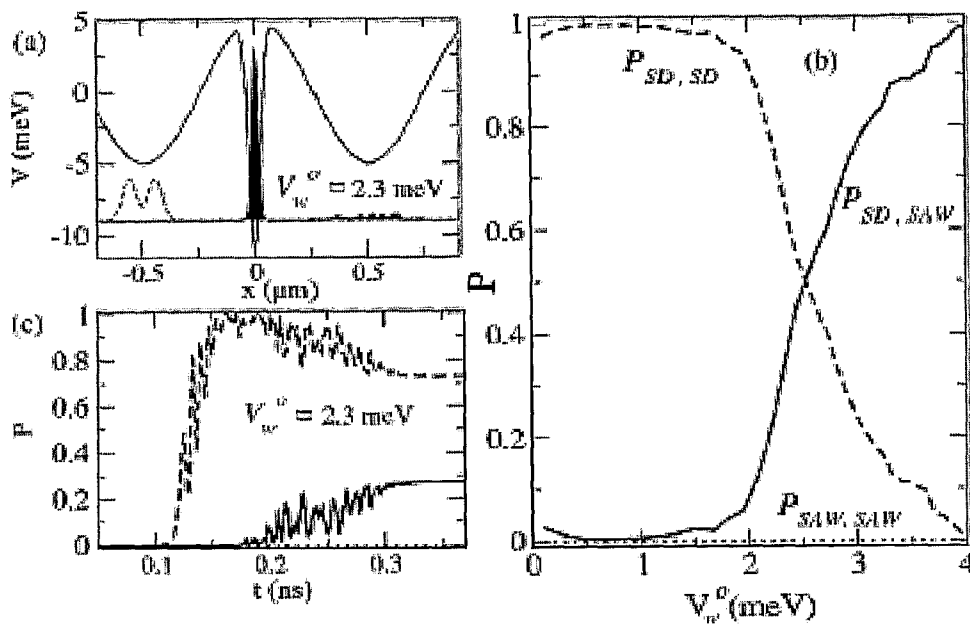 (a)
5
0
-5
-10
V (meV)
V_w^o = 2.3 meV
-0.5
0
0.5
x (μm)
(c)
1
0.8
0.6
0.4
0.2
0
P
V_w^o = 2.3 meV
0.1
0.2
0.3
t (ns)
(b)
1
0.8
0.6
0.4
0.2
0
P
P_SD, SD
P_SD, SAW
P_SAW, SAW
0
1
2
3
4
V_w^o (meV)